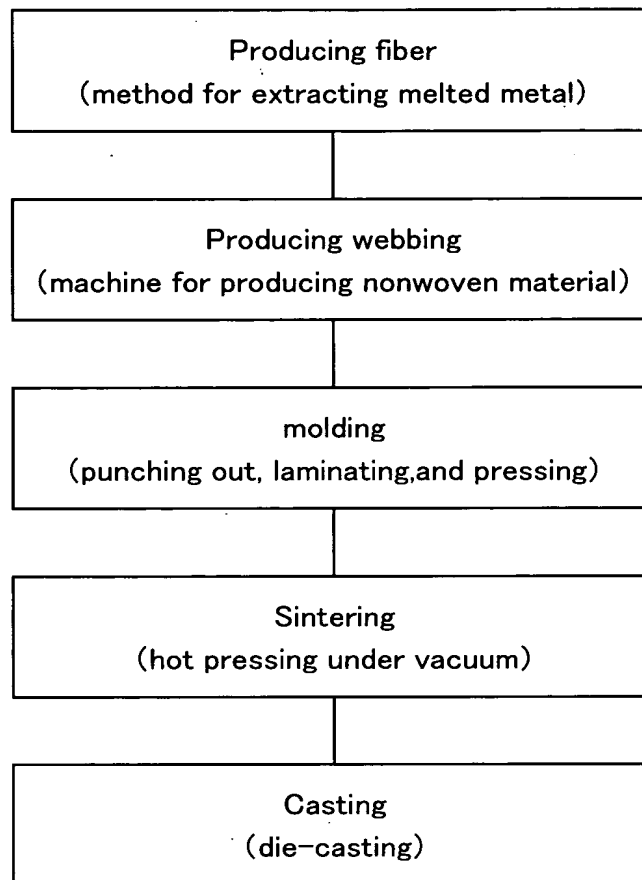 Producing fiber
(method for extracting melted metal)
Producing webbing
(machine for producing nonwoven material)
molding
(punching out, laminating,and pressing)
Sintering
(hot pressing under vacuum)
Casting
(die-casting)